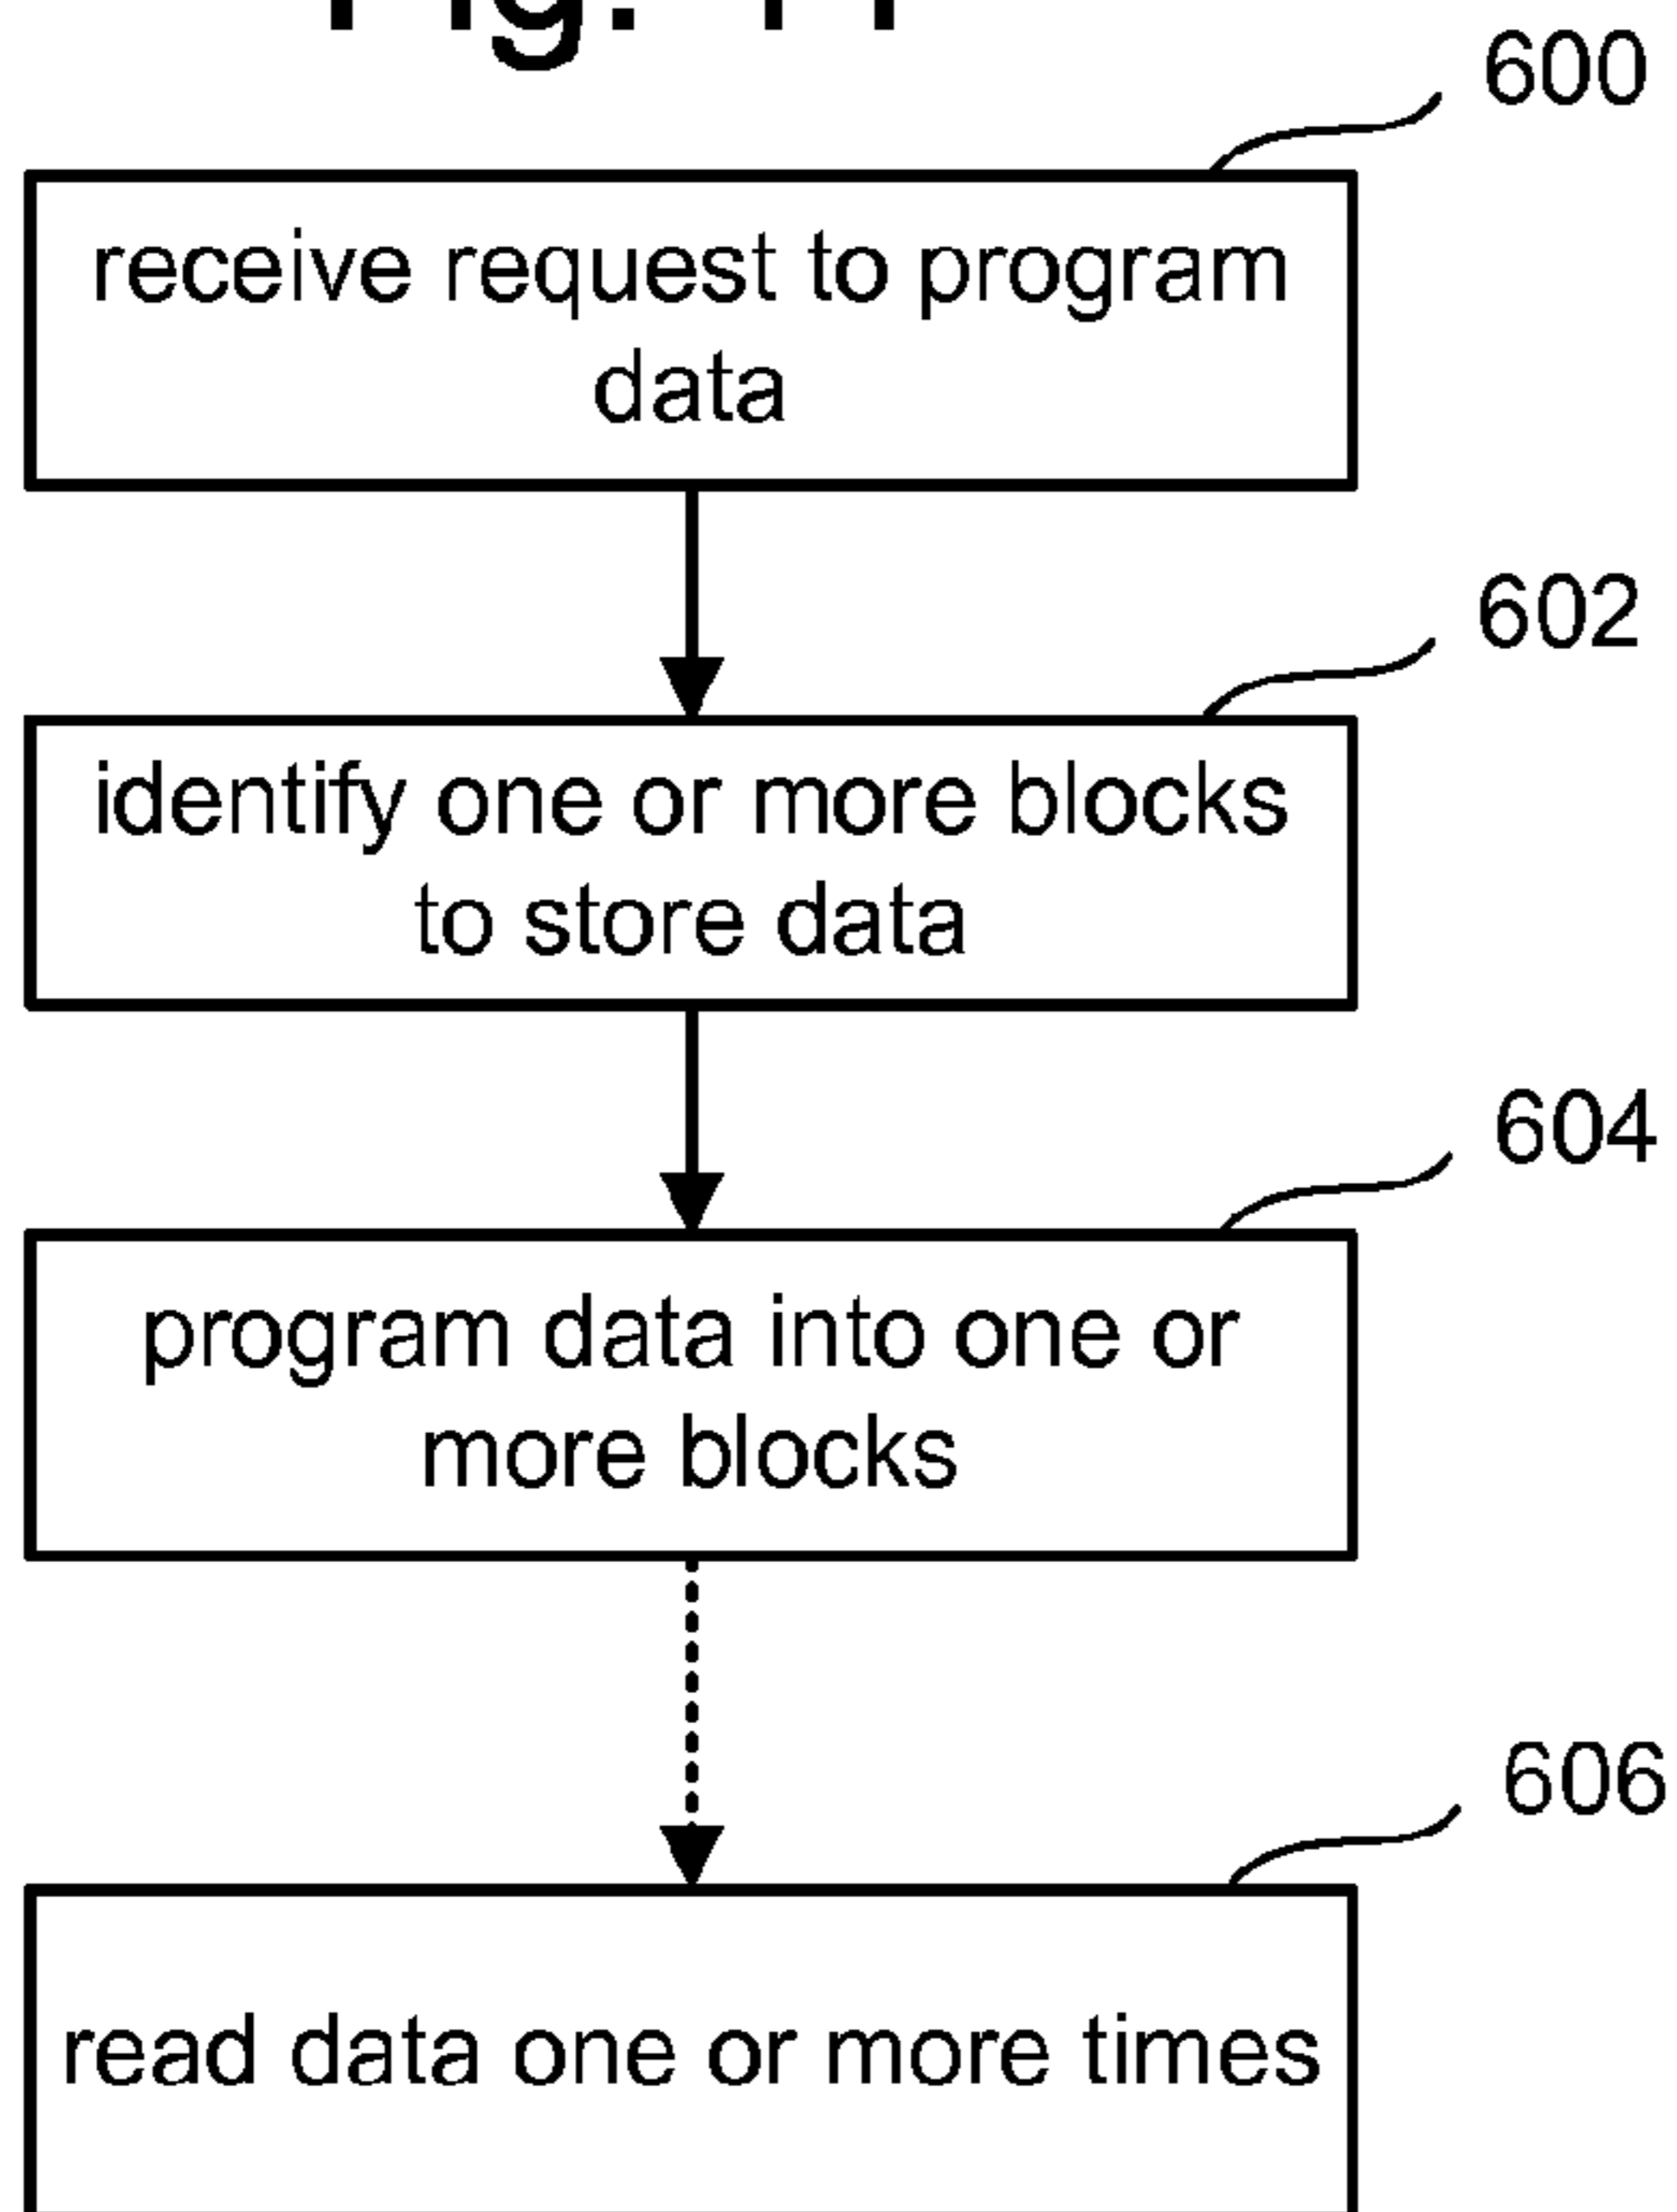 Fig.
600
receive request to program
data
602
identify one or more blocks
to store data
604
program data into one or
more blocks
606
read data one or more times